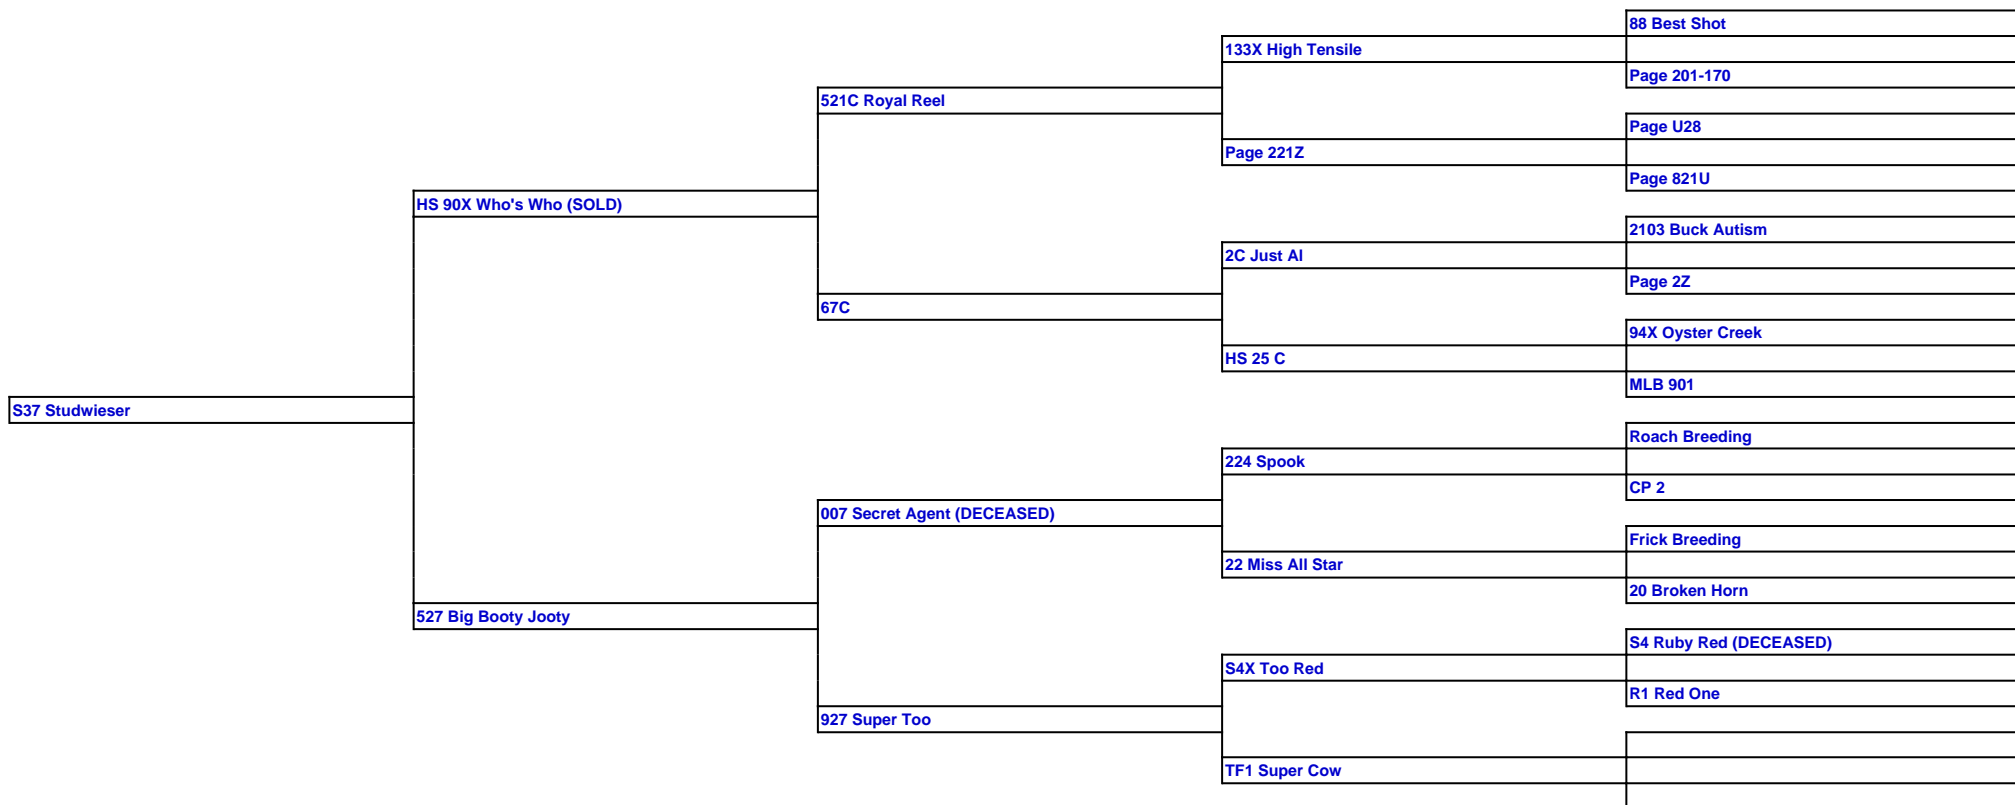 88 Best Shot
133X High Tensile
Page 201-170
521C Royal Reel
Page U28
Page 221Z
Page 821U
HS 90X Who's Who (SOLD)
2103 Buck Autism
2C Just AI
Page 2Z
67C
94X Oyster Creek
HS 25 C
MLB 901
S37 Studwieser
Roach Breeding
224 Spook
CP 2
007 Secret Agent (DECEASED)
Frick Breeding
22 Miss All Star
20 Broken Horn
527 Big Booty Jooty
S4 Ruby Red (DECEASED)
S4X Too Red
R1 Red One
927 Super Too
TF1 Super Cow